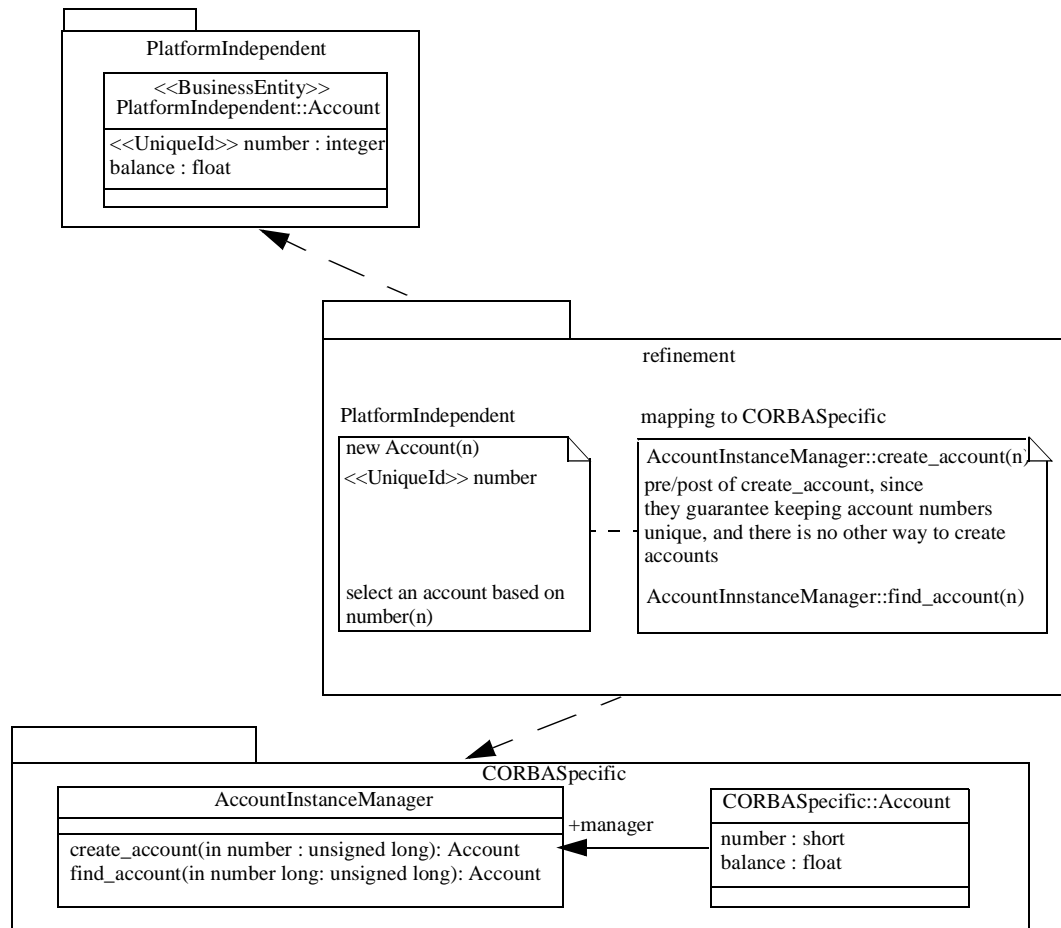 PlatformIndependent
<<BusinessEntity>>
PlatformIndependent::Account
<<UniqueId>> number : integer
balance : float
refinement
PlatformIndependent
new Account(n)
<<UniqueId>> number
select an account based on
number(n)
mapping to CORBASpecific
AccountInstanceManager::create_account(n)
pre/post of create_account, since
they guarantee keeping account numbers
unique, and there is no other way to create
accounts
AccountInnstanceManager::find_account(n)
CORBASpecific
AccountInstanceManager
create_account(in number : unsigned long): Account
find_account(in number long: unsigned long): Account
+manager
CORBASpecific::Account
number : short
balance : float